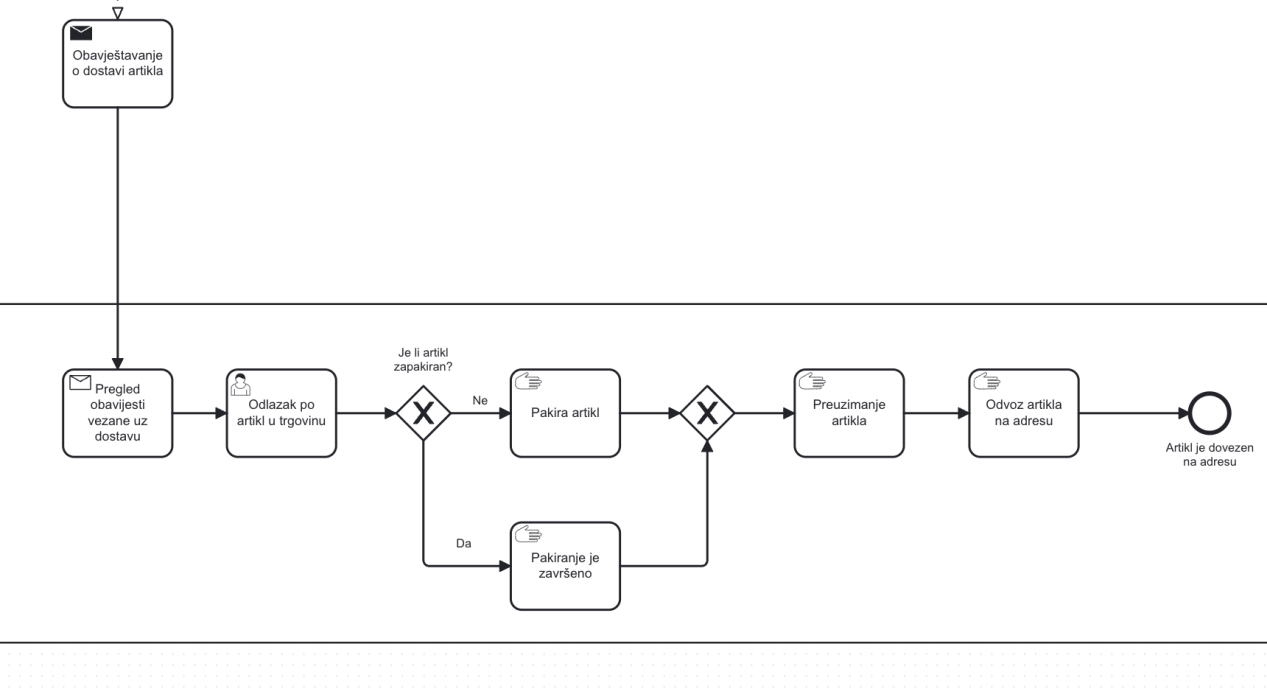 Obavještavanje
o dostavi artikla
Je li artikl
zapakiran?
Pregled
obavijesti
vezane uz
dostavu
Odlazak po
artikl u trgovinu
Ne
Pakira artikl
Preuzimanje
artikla
Odvoz artikla
na adresu
Artikl je dovezen
na adresu
Da
Pakiranje je
završeno